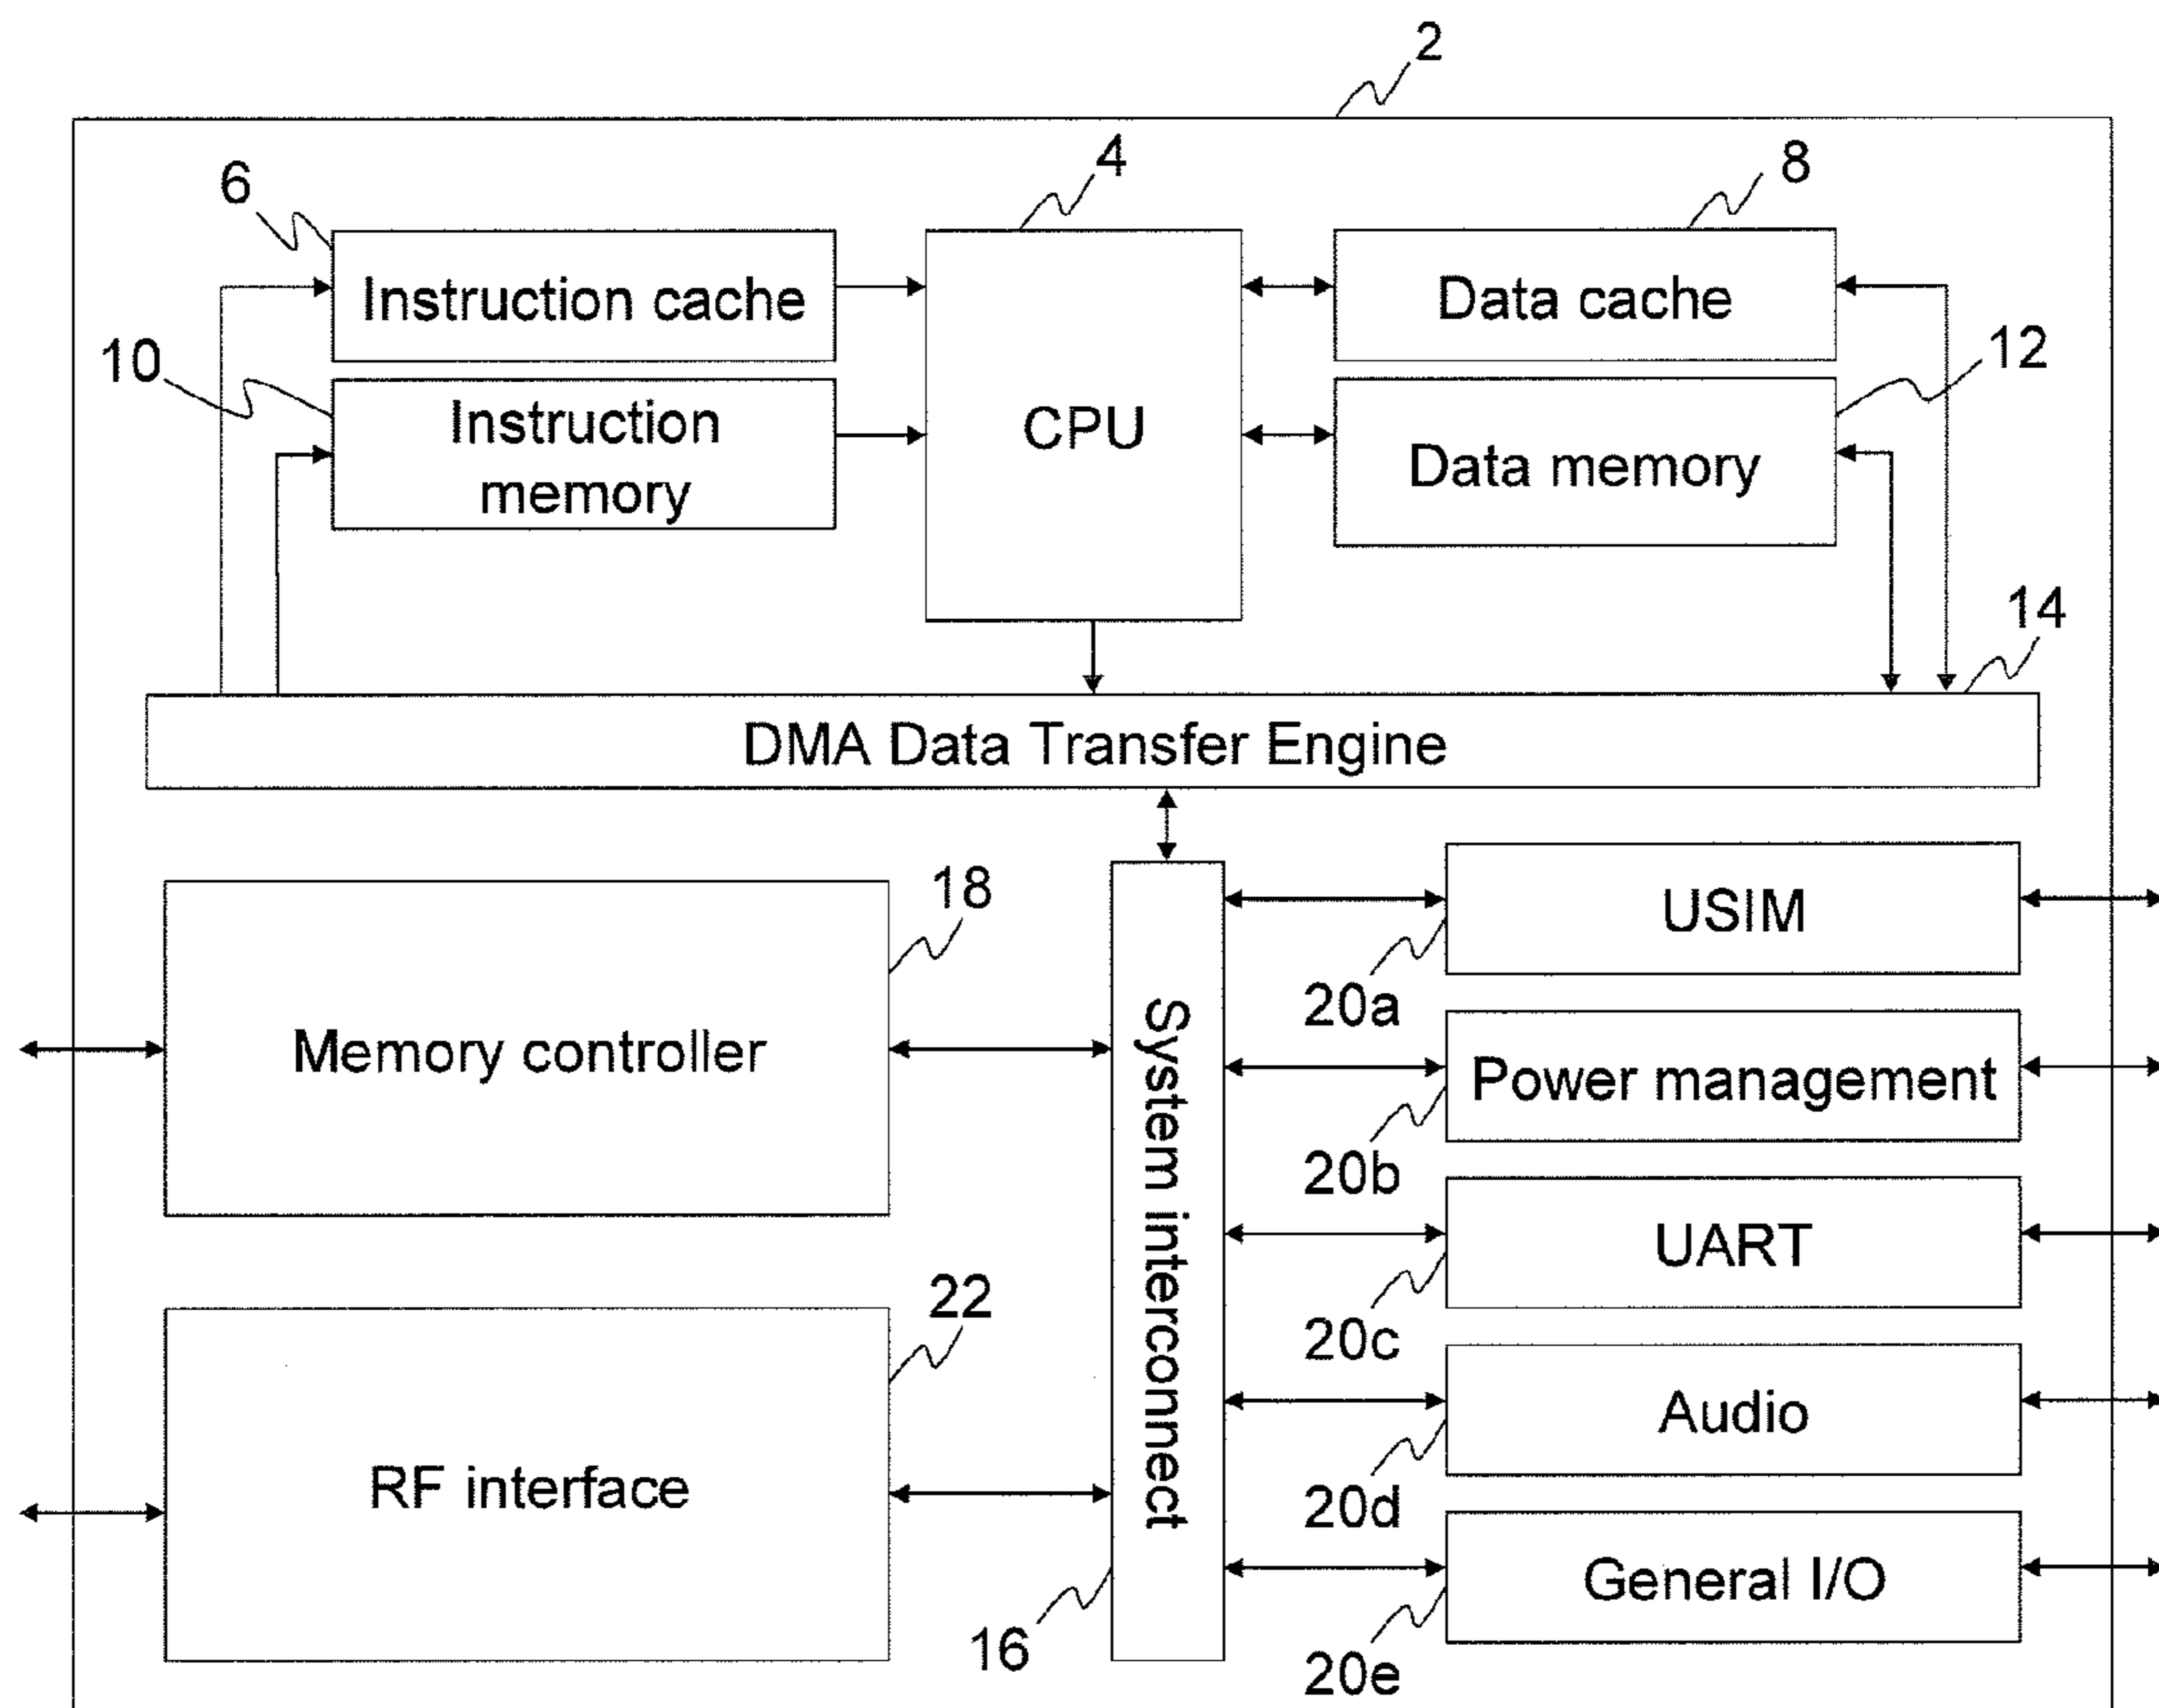 2
6
4
8
Instruction cache
CPU
Data cache
10
12
Instruction
memory
Data memory
14
DMA Data Transfer Engine
18
Memory controller
System interconnect
USIM
20a
Power management
20b
UART
22
20c
RF interface
Audio
20d
General I/O
16
20e